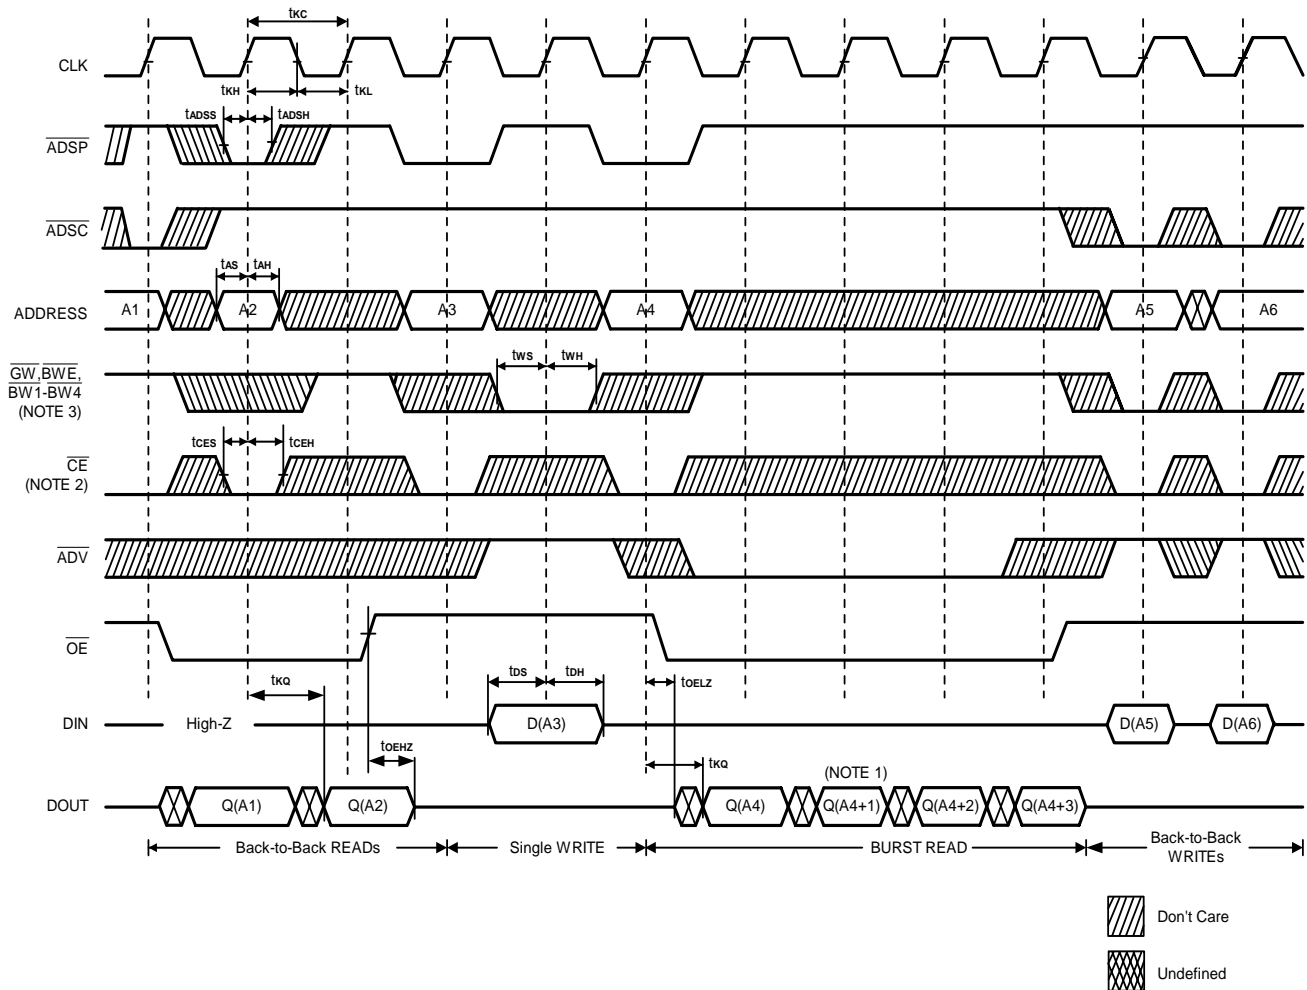 tKC
CLK
tKH
tKL
tADSS
tADSH
ADSP
ADSC
tAS
tAH
ADDRESS
A1
A2
A3
A4
A5
A6
GW,BWE,
BW1-BW4
(NOTE 3)
tWS
tWH
tCES
tCEH
CE
(NOTE 2)
ADV
OE
tKQ
tDS
tDH
tOELZ
DIN
High-Z
D(A3)
D(A5)
D(A6)
tOEHZ
tKQ
(NOTE 1)
DOUT
Q(A1)
Q(A2)
Q(A4)
Q(A4+1)
Q(A4+2)
Q(A4+3)
Back-to-Back READs
Single WRITE
BURST READ
Back-to-Back
WRITEs
Don't Care
Undefined